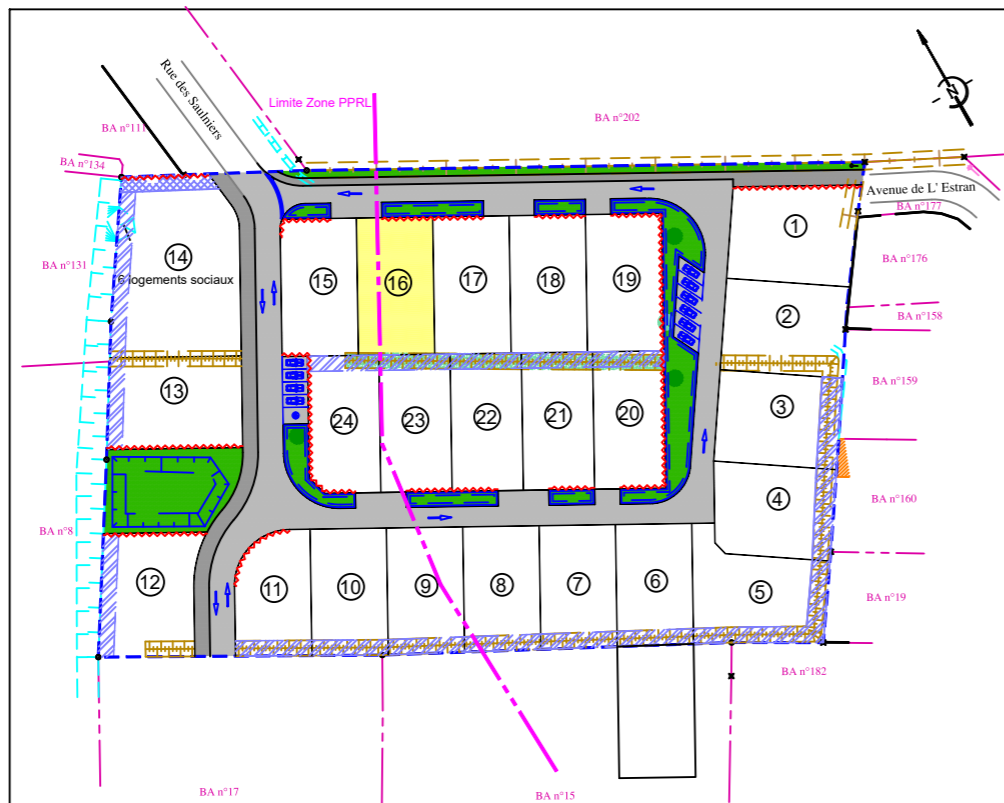 Rue des Saulniers
Limite Zone PPRL
BA n°111
BA n°202
N
BA n°134
Avenue de L' Estran
BA n°177
1
14
6 logements sociaux
BA n°131
15
16
17
18
19
BA n°176
2
BA n°158
13
24
23
22
21
20
3
BA n°159
4
BA n°160
BA n°8
12
11
10
9
8
7
6
5
BA n°19
BA n°182
BA n°17
BA n°15